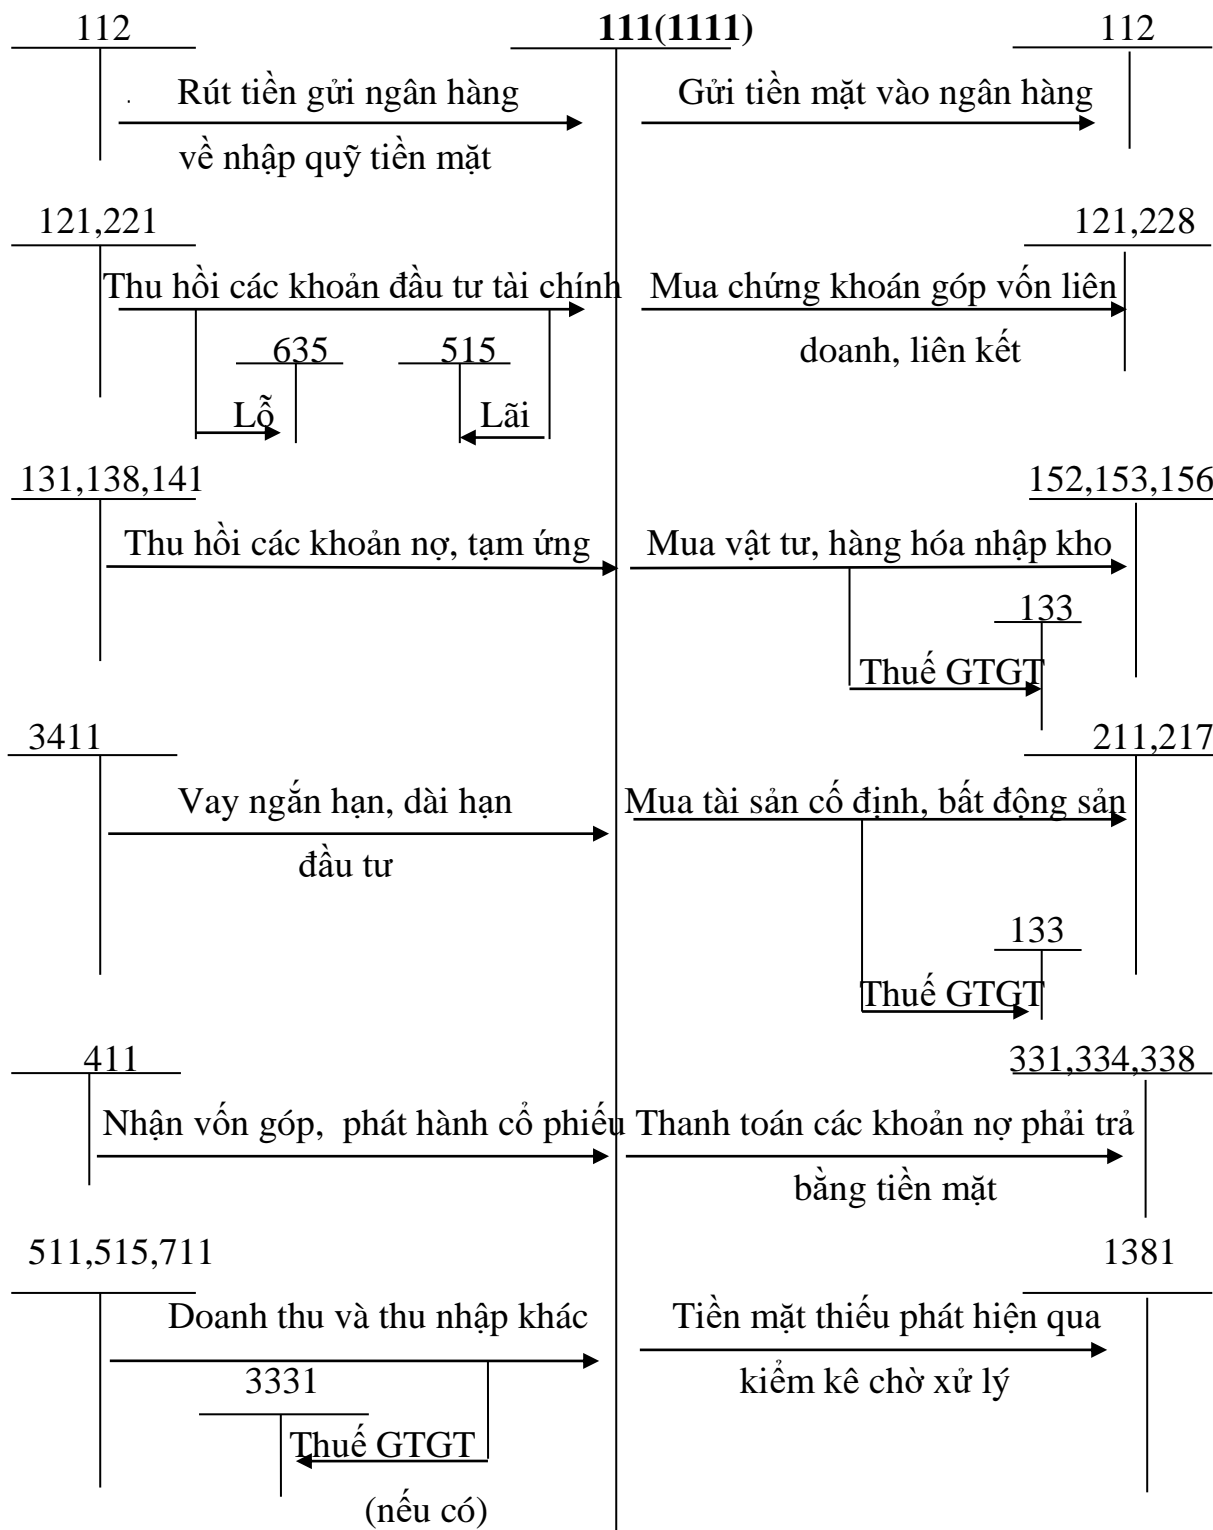 112 111(1111) 112
Rút tiền gửi ngân hàng Gửi tiền mặt vào ngân hàng
về nhập quỹ tiền mặt
121,221 121,228
Thu hồi các khoản đầu tư tài chính Mua chứng khoán góp vốn liên
635 515 doanh, liên kết
Lỗ Lãi
131,138,141 152,153,156
Thu hồi các khoản nợ, tạm ứng Mua vật tư, hàng hóa nhập kho
133
Thuế GTGT
3411 211,217
Vay ngắn hạn, dài hạn Mua tài sản cố định, bất động sản
đầu tư
133
Thuế GTGT
411 331,334,338
Nhận vốn góp, phát hành cổ phiếu Thanh toán các khoản nợ phải trả
bằng tiền mặt
511,515,711 1381
Doanh thu và thu nhập khác Tiền mặt thiếu phát hiện qua
3331 kiểm kê chờ xử lý
Thuế GTGT
(nếu có)